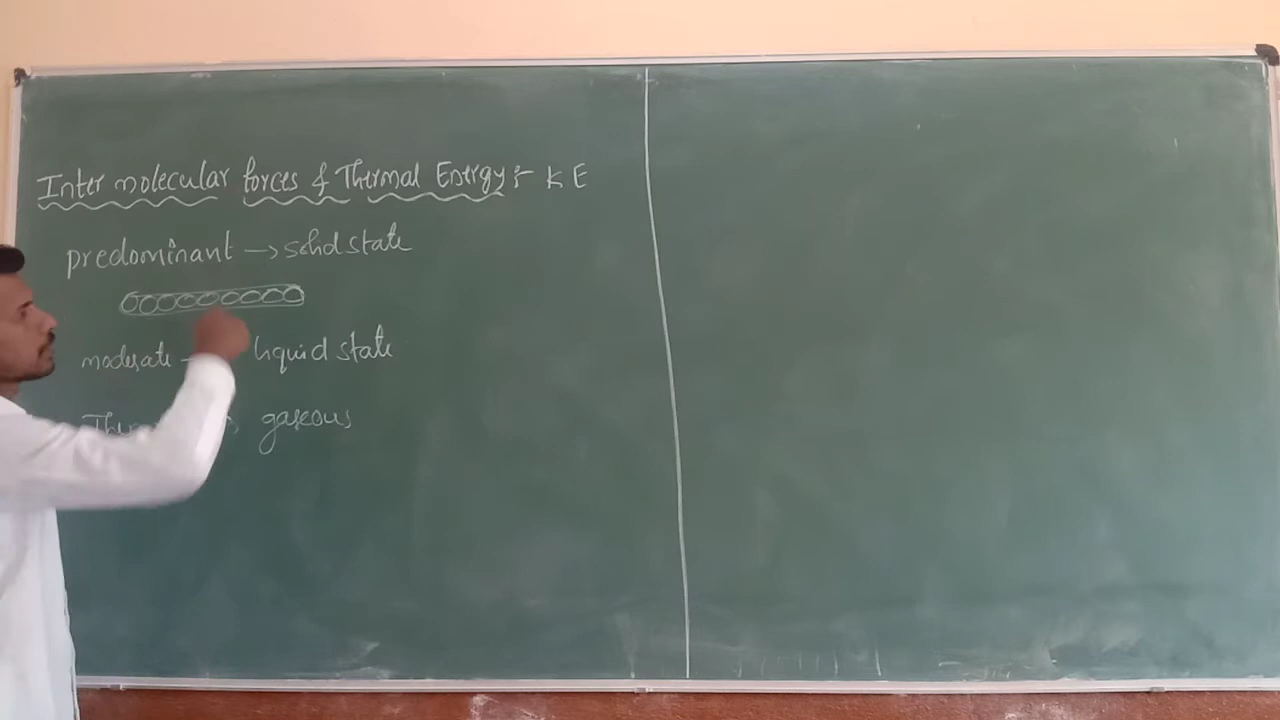 Inter molecular forces & Thermal Energy :- K E
predominant → solid state
moderate → liquid state
gaseous